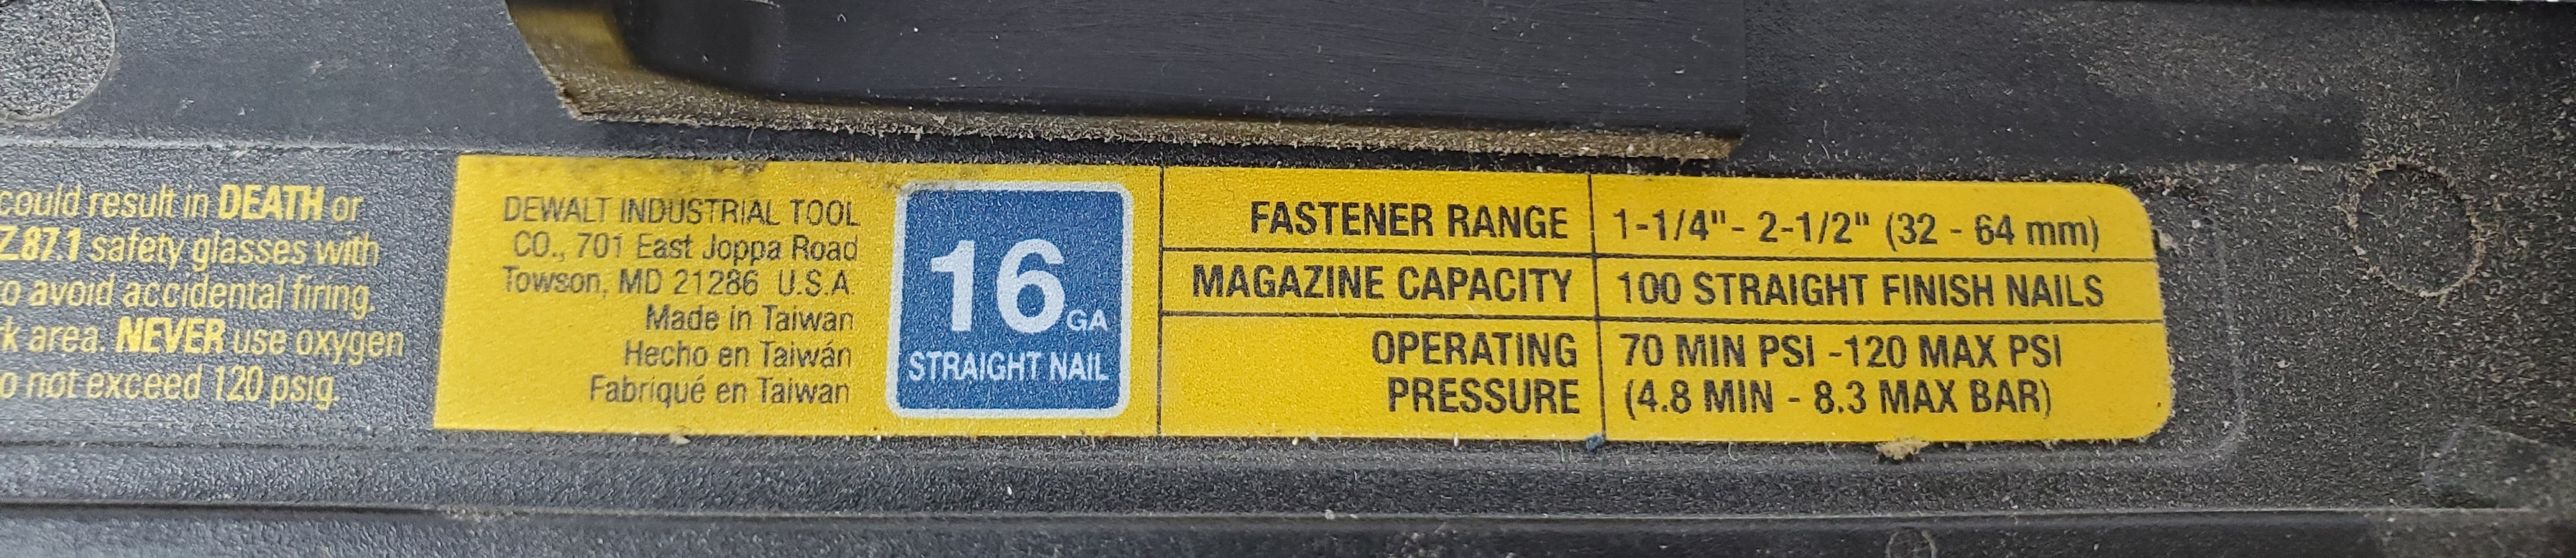 could result in DEATH or
Z87.1 safety glasses with
to avoid accidental firing.
k area. NEVER use oxygen
o not exceed 120 psig.
DEWALT INDUSTRIAL TOOL
CO., 701 East Joppa Road
Towson, MD 21286 U.S.A.
Made in Taiwan
Hecho en Taiwán
Fabriqué en Taiwan
16 GA
STRAIGHT NAIL
FASTENER RANGE 1-1/4" - 2-1/2" (32 - 64 mm)
MAGAZINE CAPACITY 100 STRAIGHT FINISH NAILS
OPERATING PRESSURE
70 MIN PSI -120 MAX PSI
(4.8 MIN - 8.3 MAX BAR)